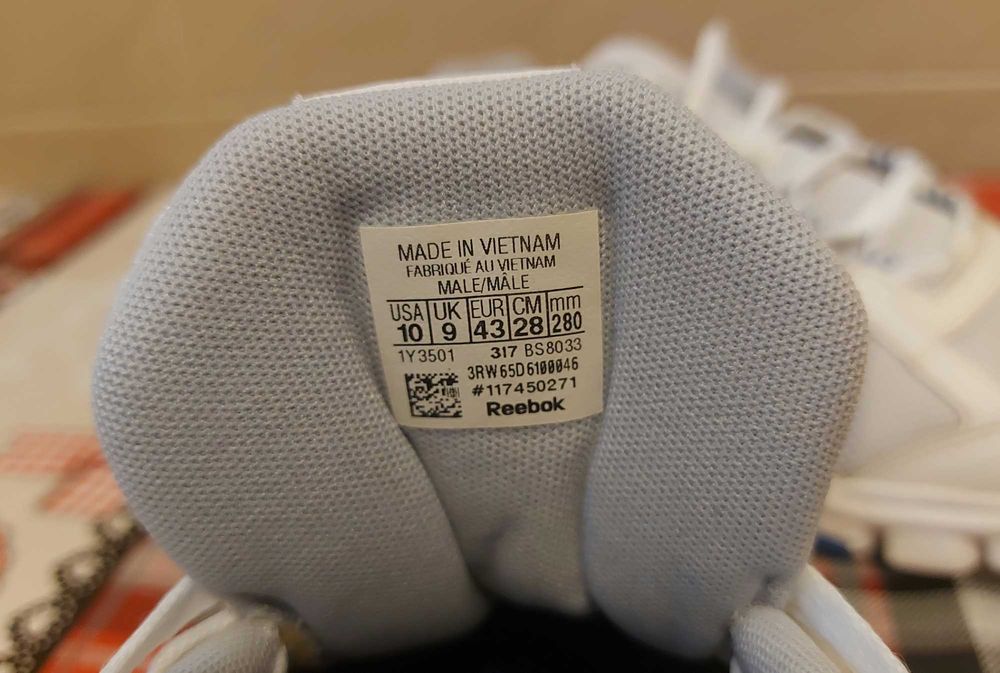 MADE IN VIETNAM
FABRIQUÉ AU VIETNAM
MALE/MÂLE
USA UK EUR CM mm
10 9 43 28 280
1Y3501 317 BS8033
3RW65D6100046
#117450271
Reebok